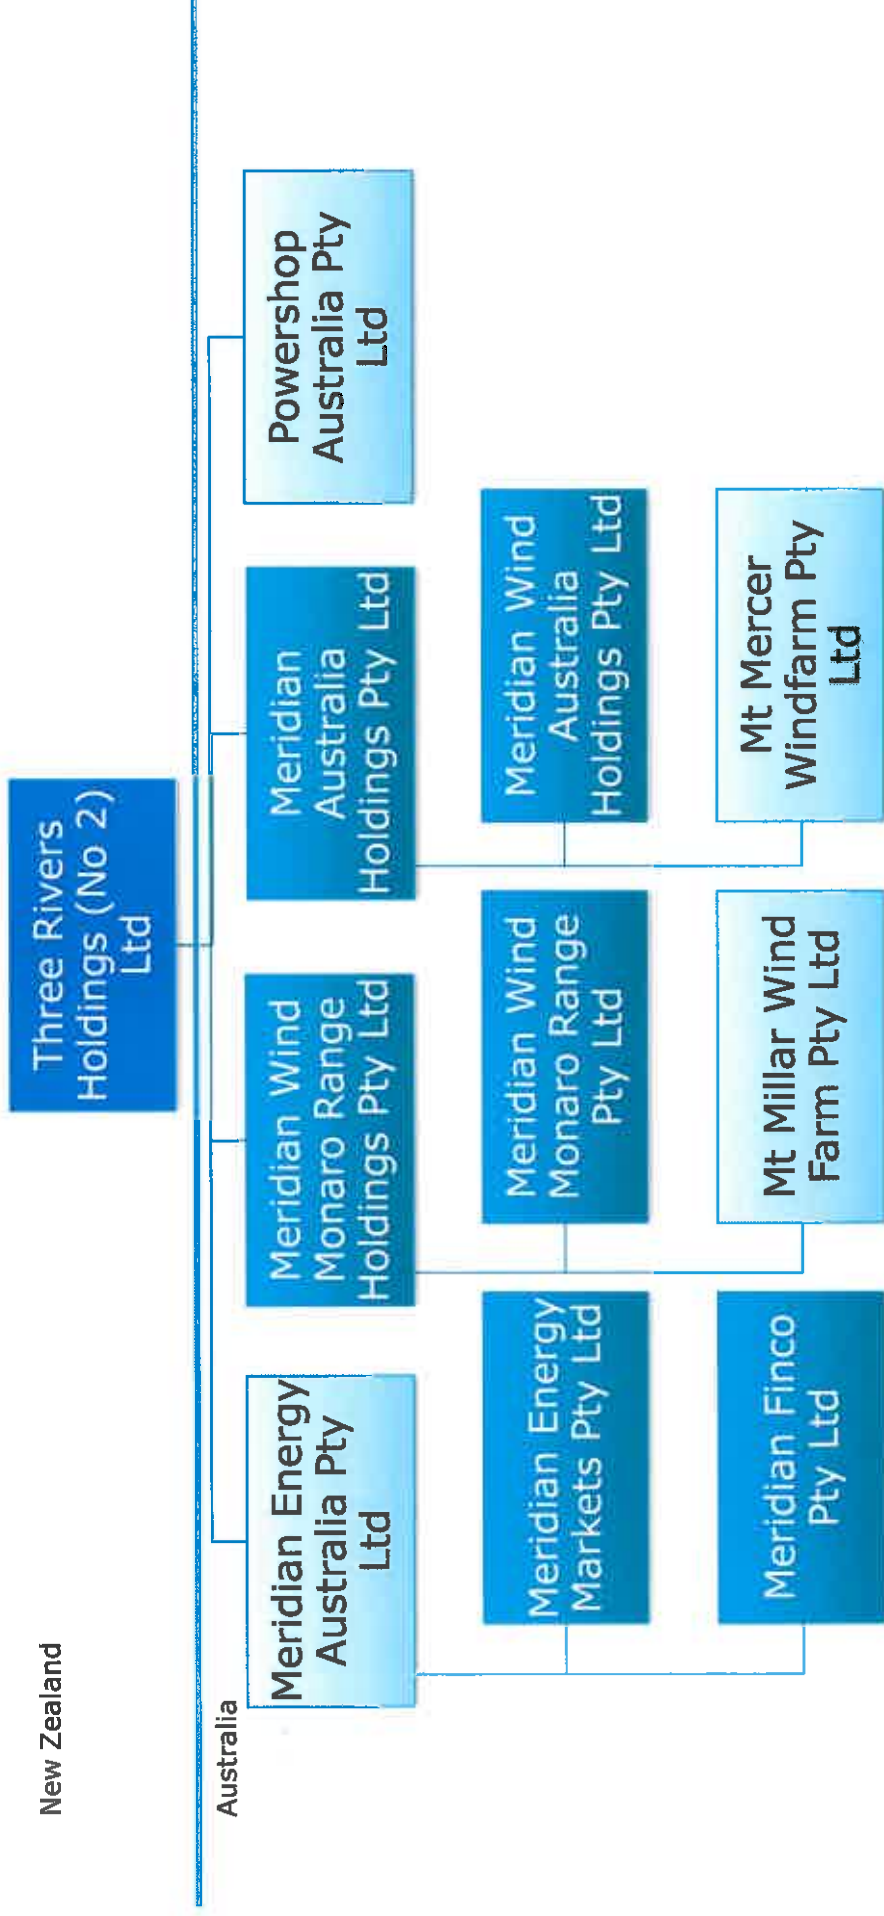 New Zealand
Three Rivers
Holdings (No 2)
Ltd
Australia
Meridian Energy
Australia Pty
Ltd
Meridian Wind
Monaro Range
Holdings Pty Ltd
Meridian
Australia
Holdings Pty Ltd
Powershop
Australia Pty
Ltd
Meridian Energy
Markets Pty Ltd
Meridian Wind
Monaro Range
Pty Ltd
Meridian Wind
Australia
Holdings Pty Ltd
Meridian Finco
Pty Ltd
Mt Millar Wind
Farm Pty Ltd
Mt Mercer
Windfarm Pty
Ltd